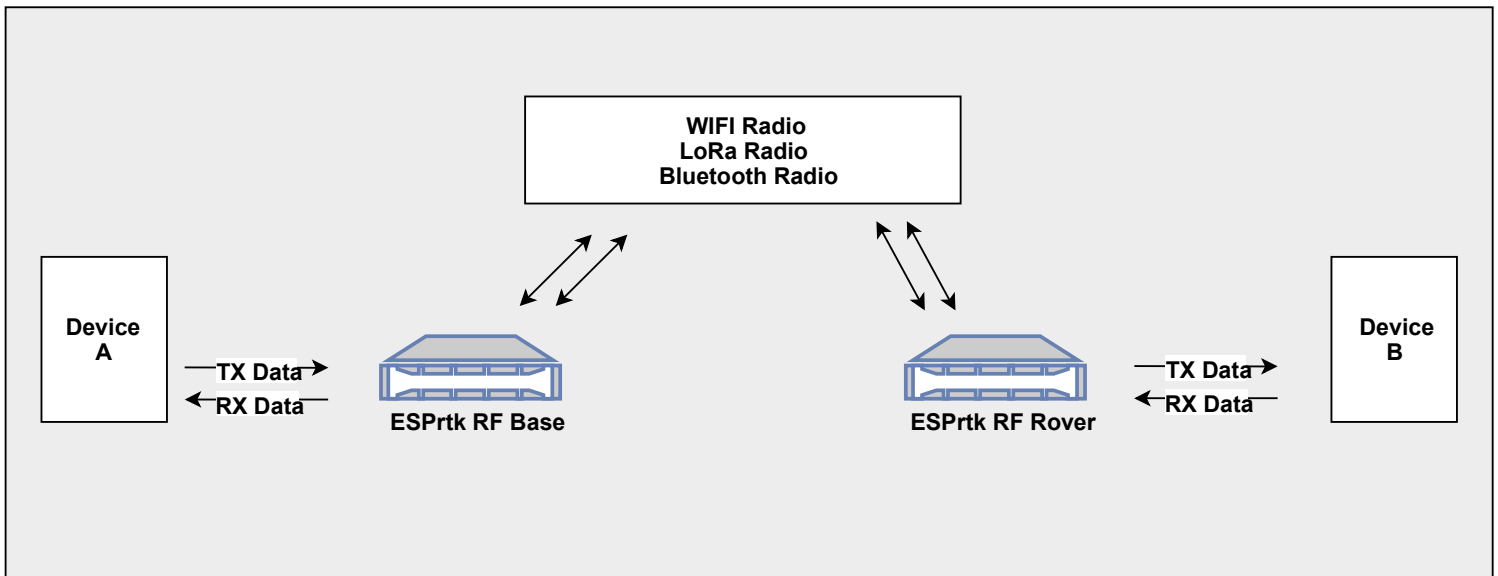 WIFI Radio
LoRa Radio
Bluetooth Radio
Device
A
TX Data
RX Data
ESPrtk RF Base
ESPrtk RF Rover
TX Data
RX Data
Device
B